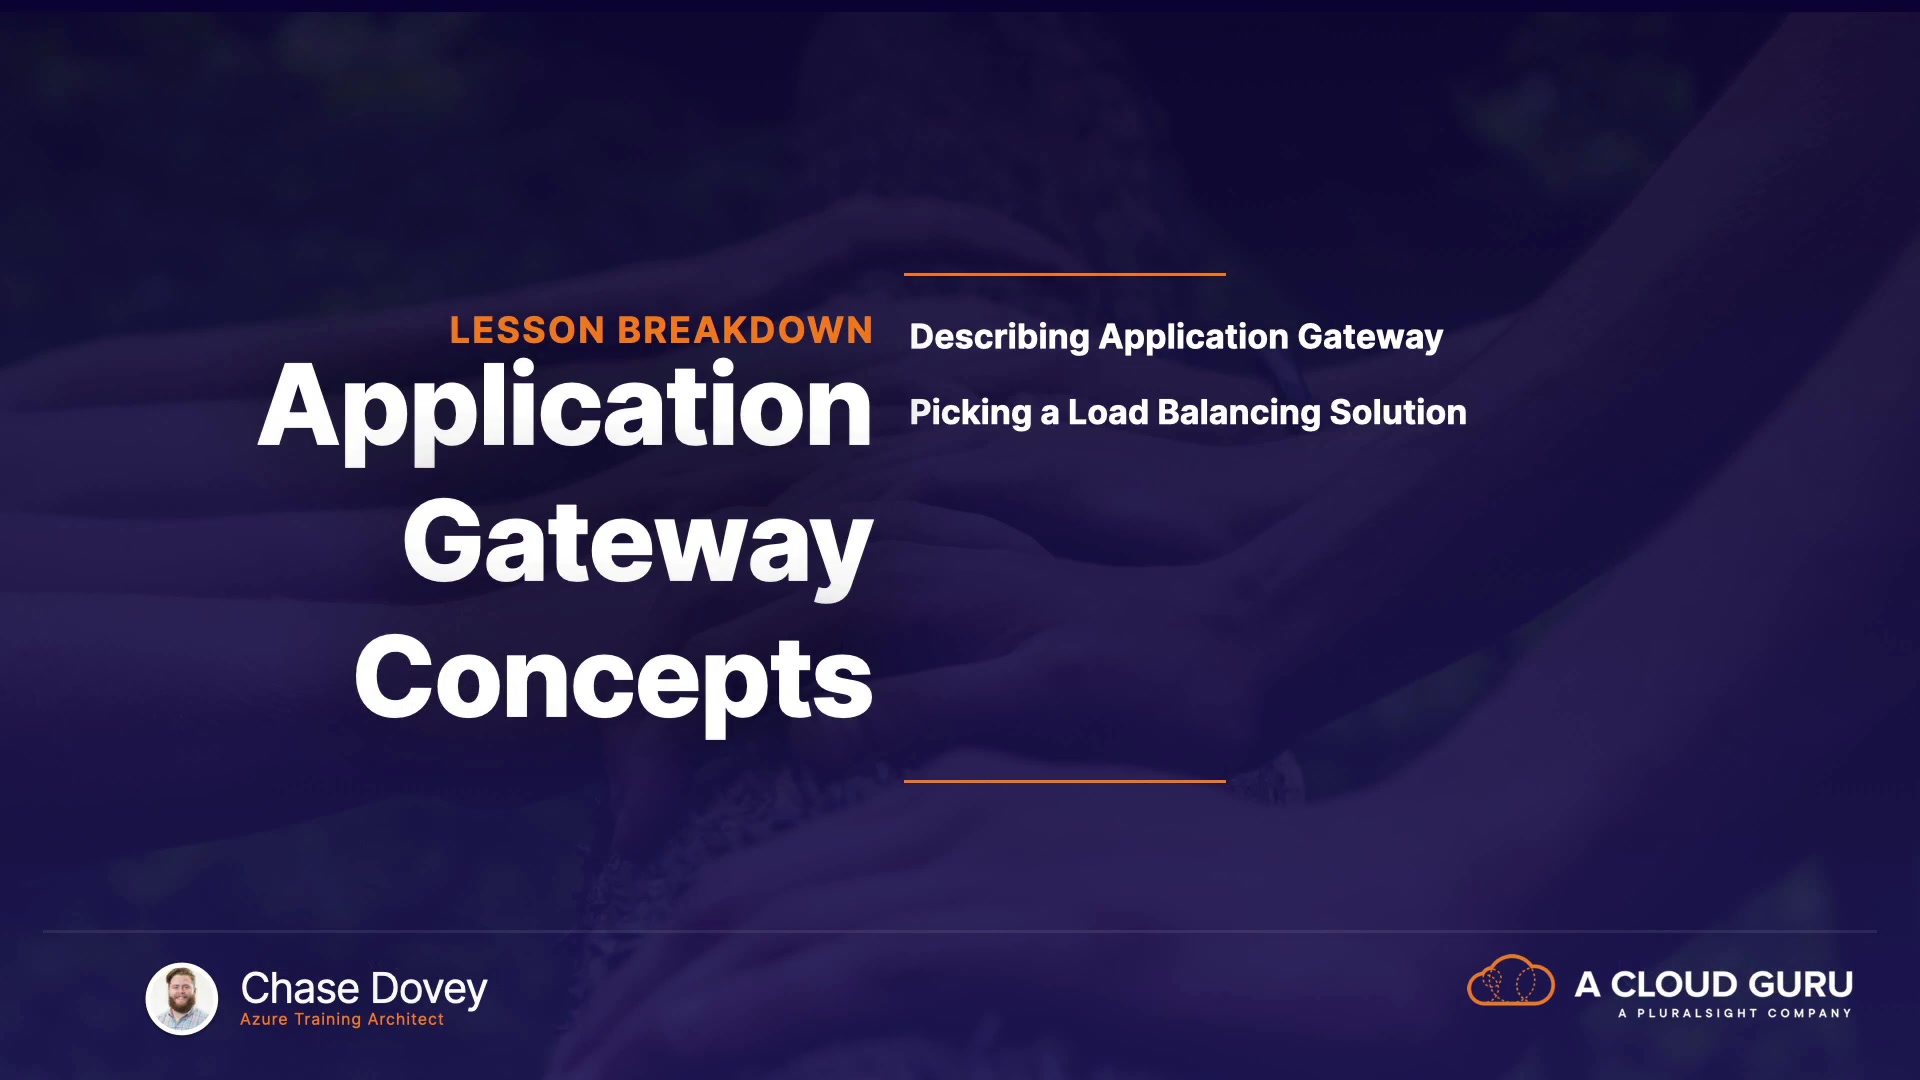 LESSON BREAKDOWN
Application
Gateway
Concepts
Describing Application Gateway
Picking a Load Balancing Solution
Chase Dovey
Azure Training Architect
A CLOUD GURU
A PLURALSIGHT COMPANY